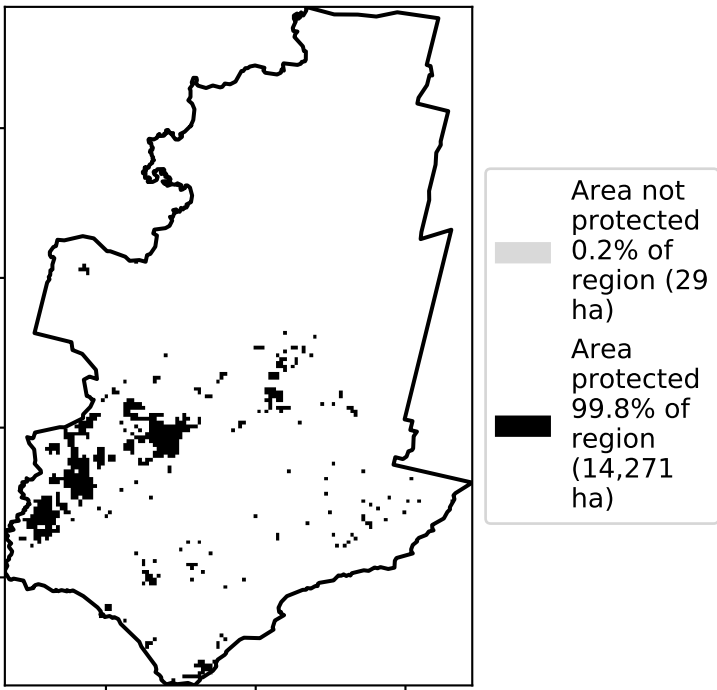 Area not
protected
0.2% of
region (29
ha)
Area
protected
99.8% of
region
(14,271
ha)